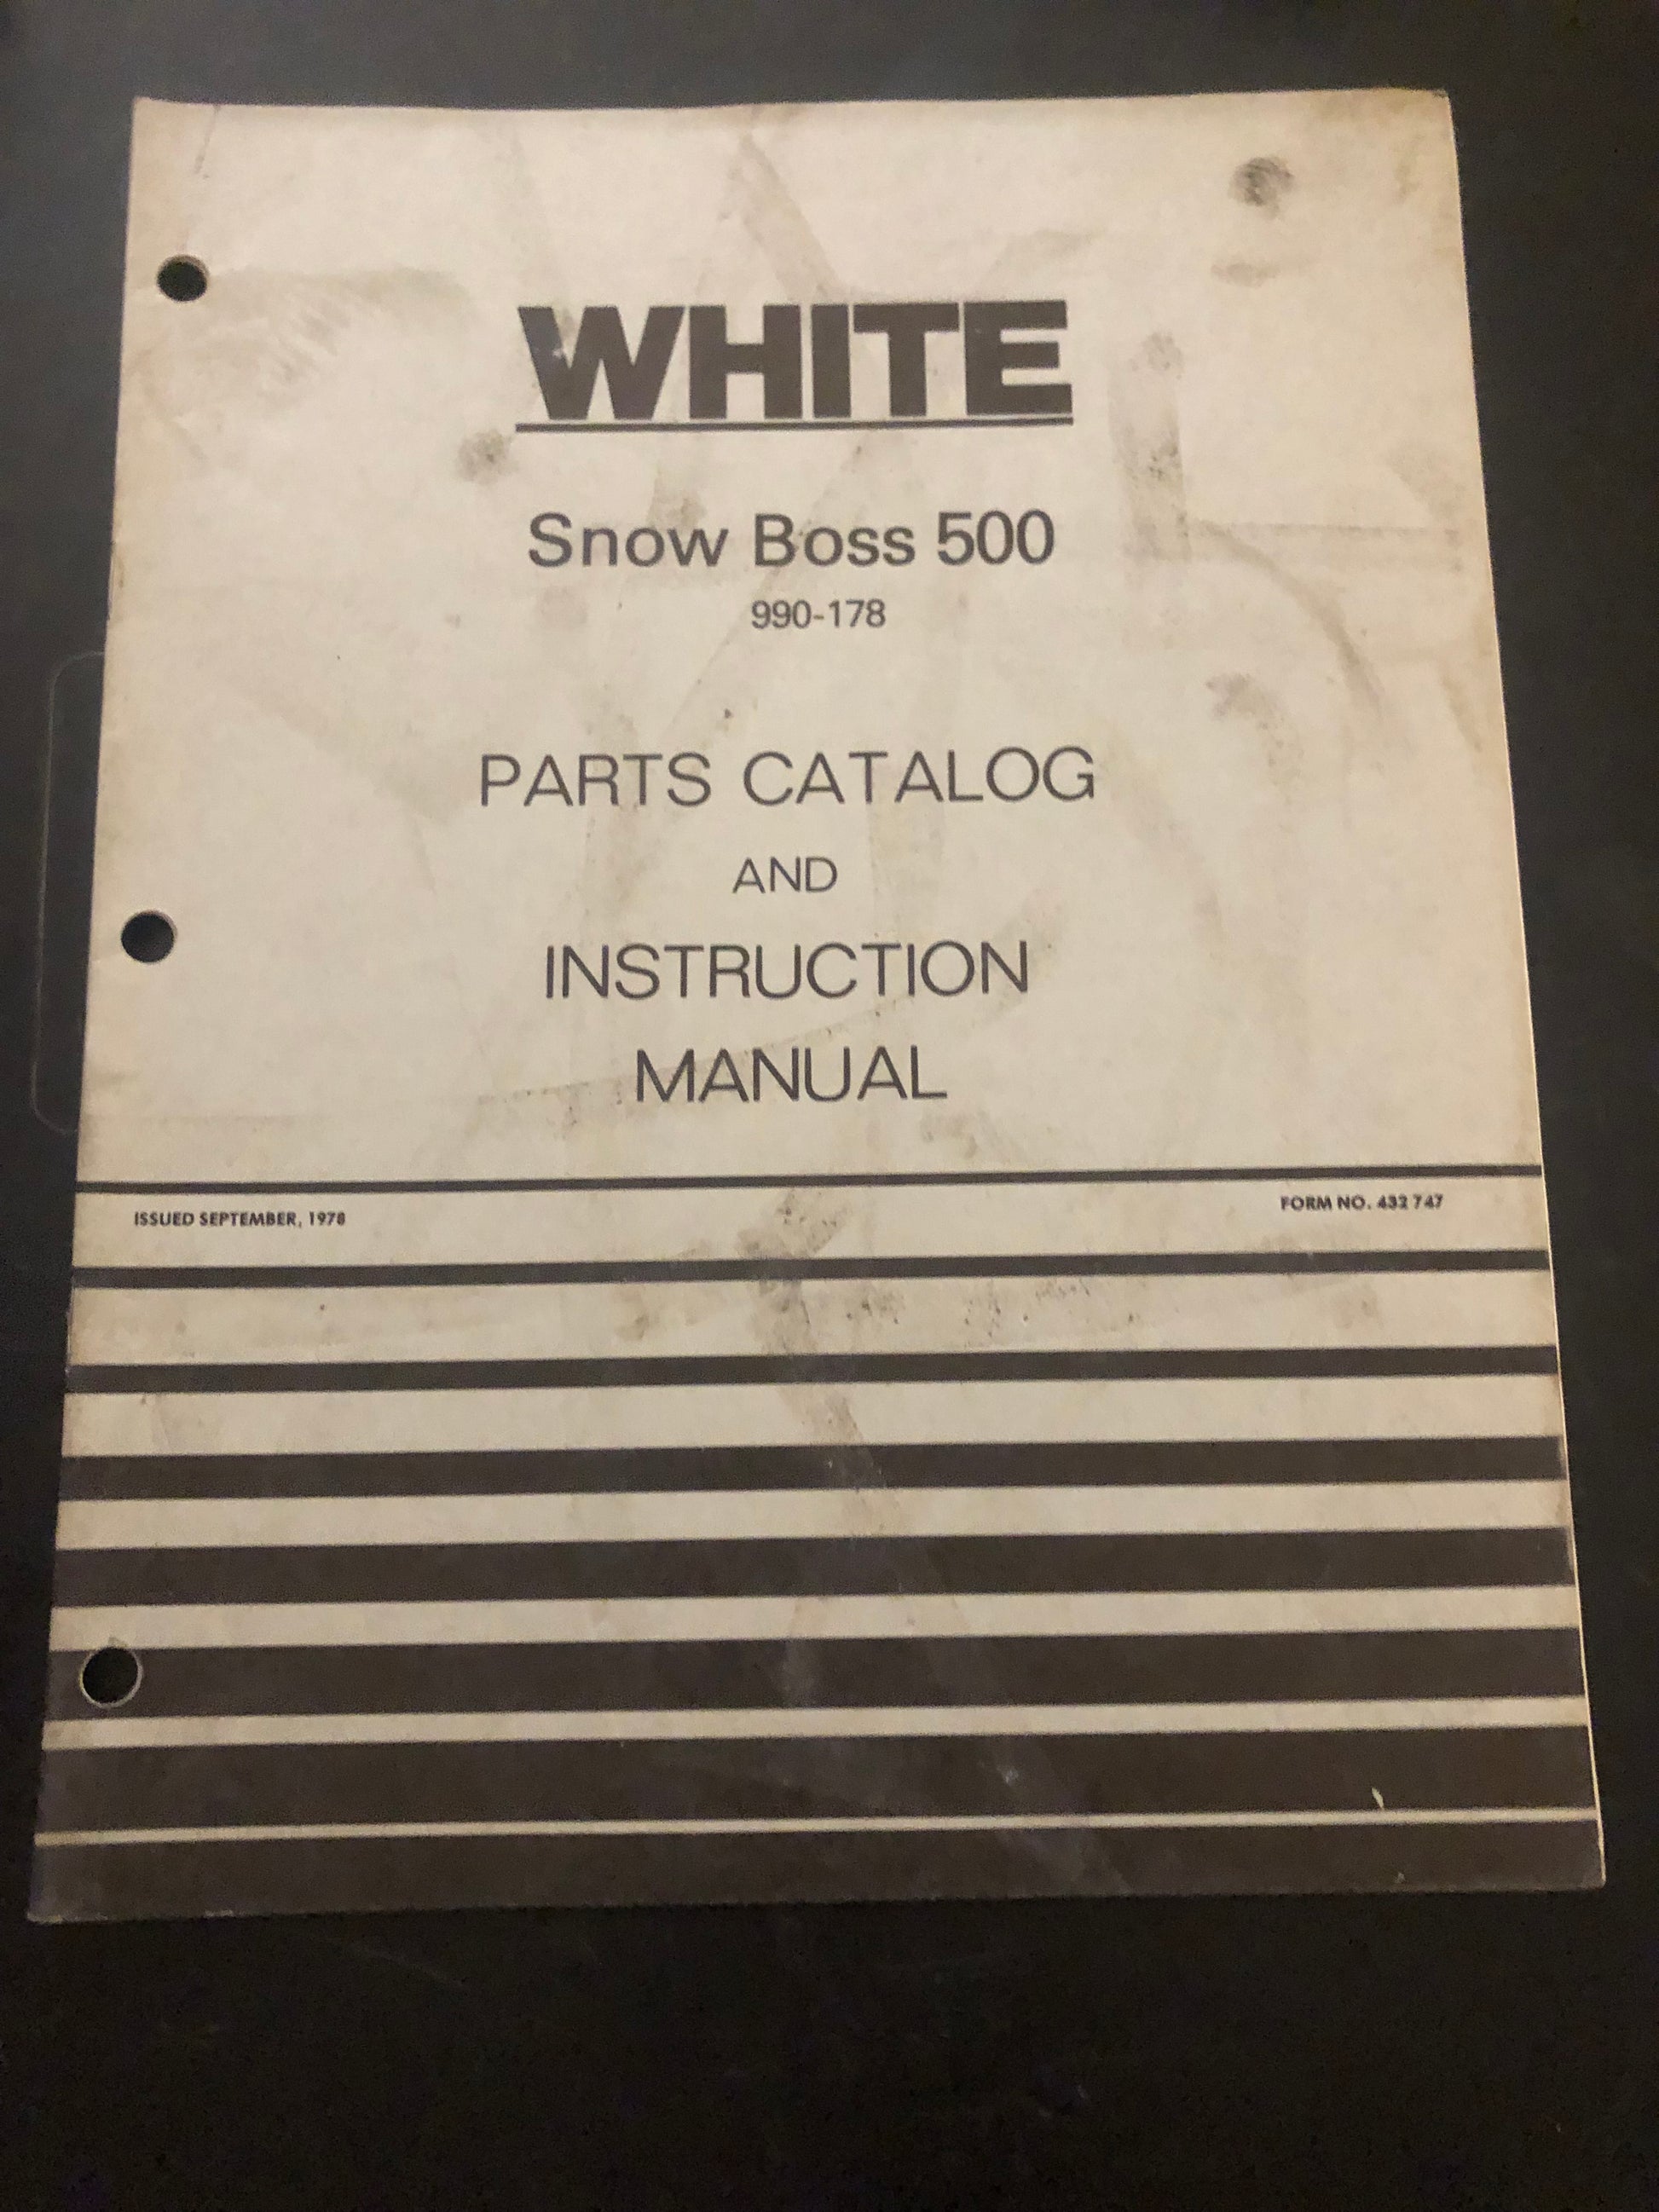 WHITE
Snow Boss 500
990-178
PARTS CATALOG
AND
INSTRUCTION
MANUAL
ISSUED SEPTEMBER, 1978
FORM NO. 432 747